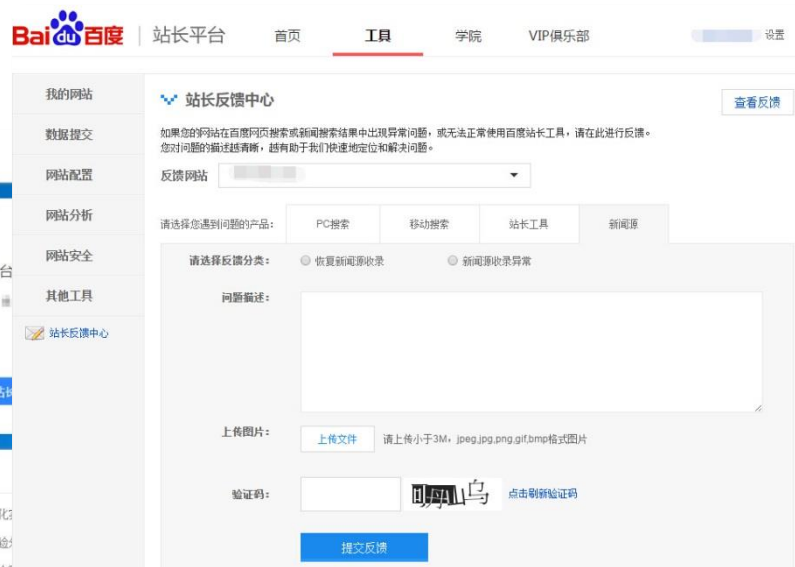 Bai du 百度 | 站长平台 首页 工具 学院 VIP俱乐部 设置
我的网站
数据提交
网站配置
网站分析
网站安全
其他工具
站长反馈中心
站长反馈中心 查看反馈
如果您的网站在百度网页搜索或新闻搜索结果中出现异常问题，或无法正常使用百度站长工具，请在此进行反馈。
您对问题的描述越清晰，越有助于我们快速地定位和解决问题。
反馈网站
请选择您遇到问题的产品： PC搜索 移动搜索 站长工具 新闻源
请选择反馈分类： 恢复新闻源收录 新闻源收录异常
问题描述：
上传图片： 上传文件 请上传小于3M，jpeg,jpg,png,gif,bmp格式图片
验证码： 点击刷新验证码
提交反馈